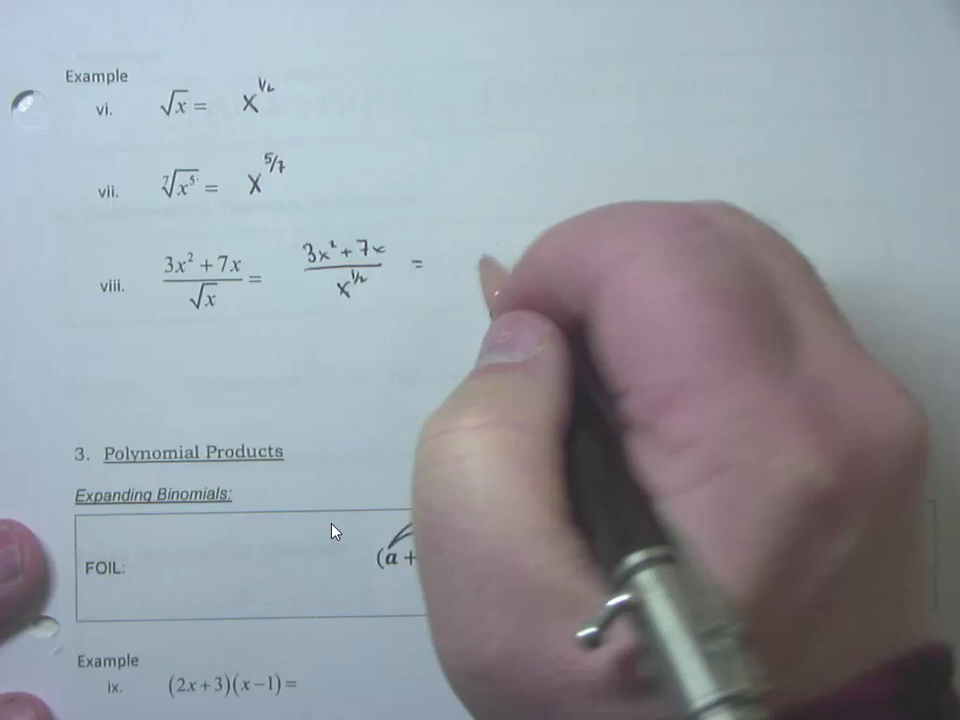 Example
vi. √x = x^{1/2}
vii. ⁷√x⁵ = x^{5/7}
viii. (3x² + 7x)/√x = (3x² + 7x)/x^{1/2} =
3. Polynomial Products
Expanding Binomials:
FOIL: (a +
Example
ix. (2x+3)(x−1)=